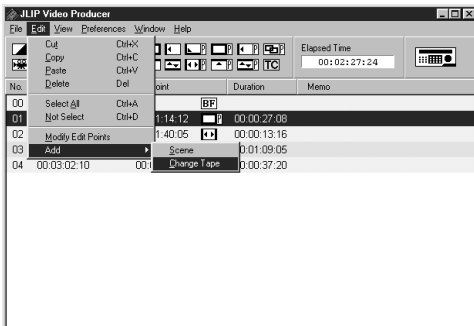 JLIP Video Producer
File Edit View Preferences Window Help
Cut Ctrl+X
Copy Ctrl+C
Paste Ctrl+V
Delete Del
Select All Ctrl+A
Not Select Ctrl+D
Modify Edit Points
Add
Scene
Change Tape
P P P
P P P TC
Elapsed Time
00:02:27:24
No. oint Duration Memo
00 BF
01 1:14:12 P 00:00:27:08
02 1:40:05 00:00:13:16
03 0:01:09:05
04 00:03:02:10 00: 0:00:37:20